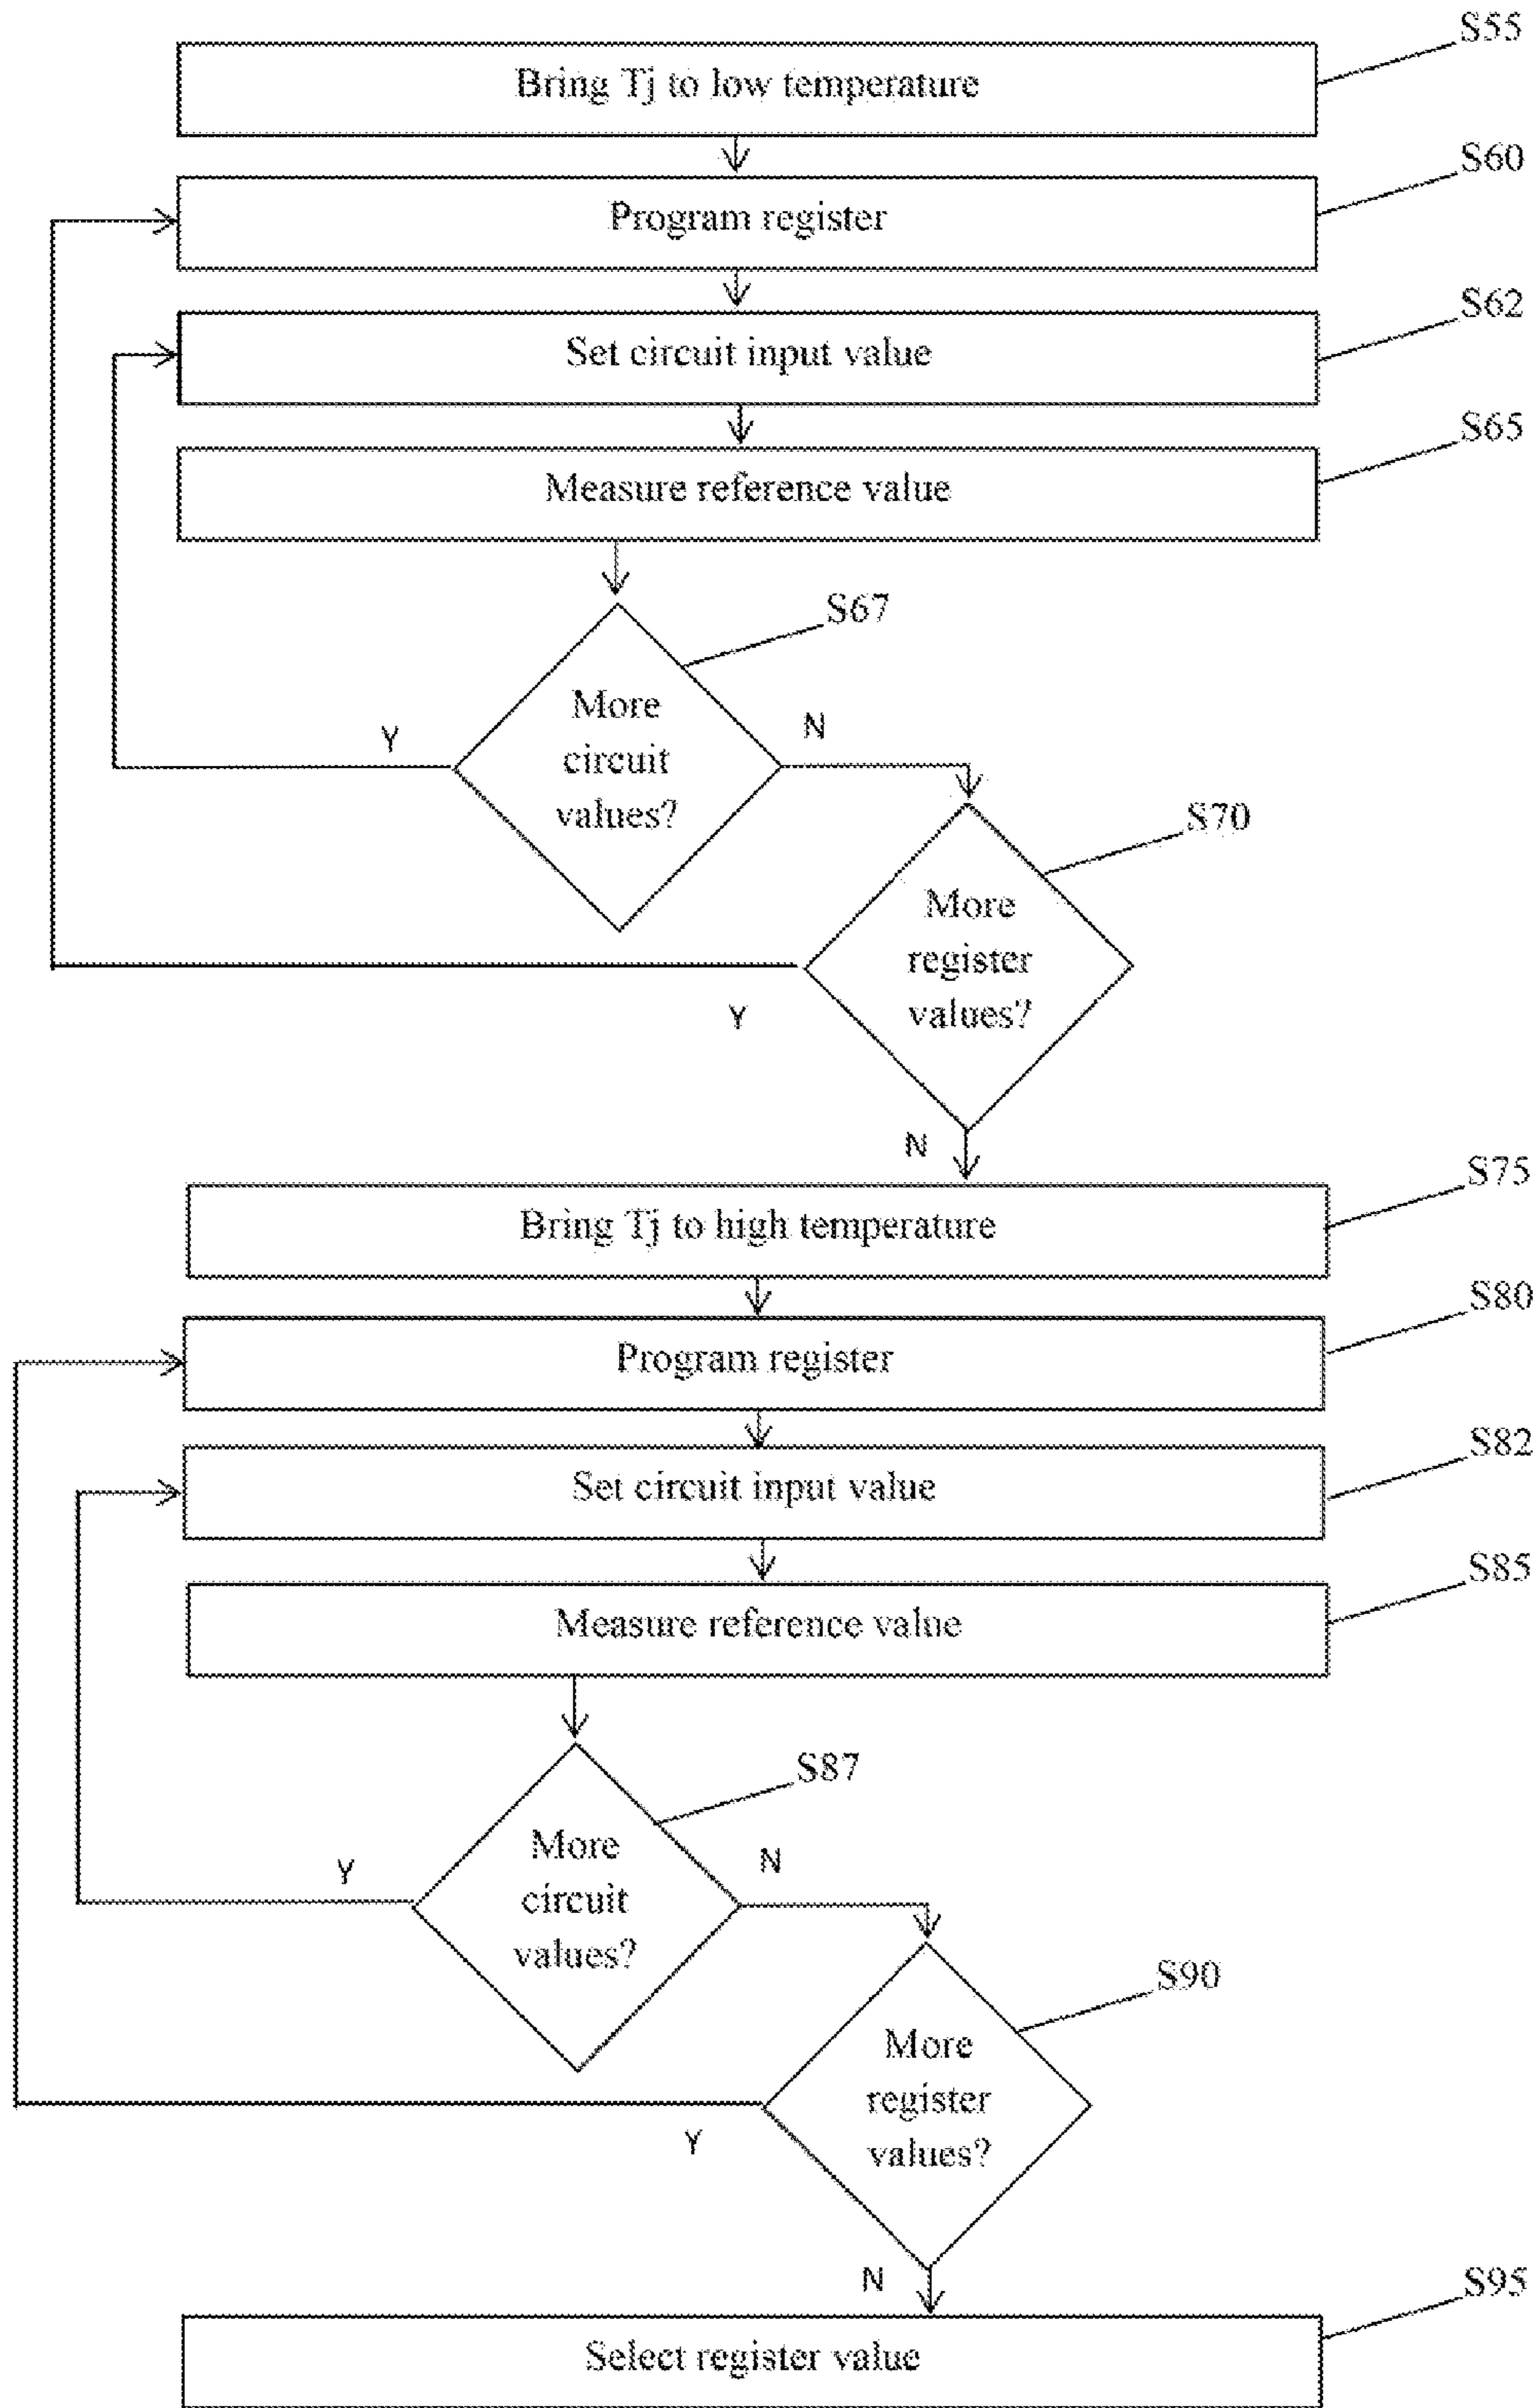 S55
Bring Tj to low temperature
S60
Program register
S62
Set circuit input value
S65
Measure reference value
S67
More
circuit
values?
Y
N
S70
More
register
values?
Y
N
S75
Bring Tj to high temperature
S80
Program register
S82
Set circuit input value
S85
Measure reference value
S87
More
circuit
values?
Y
N
S90
More
register
values?
Y
N
S95
Select register value